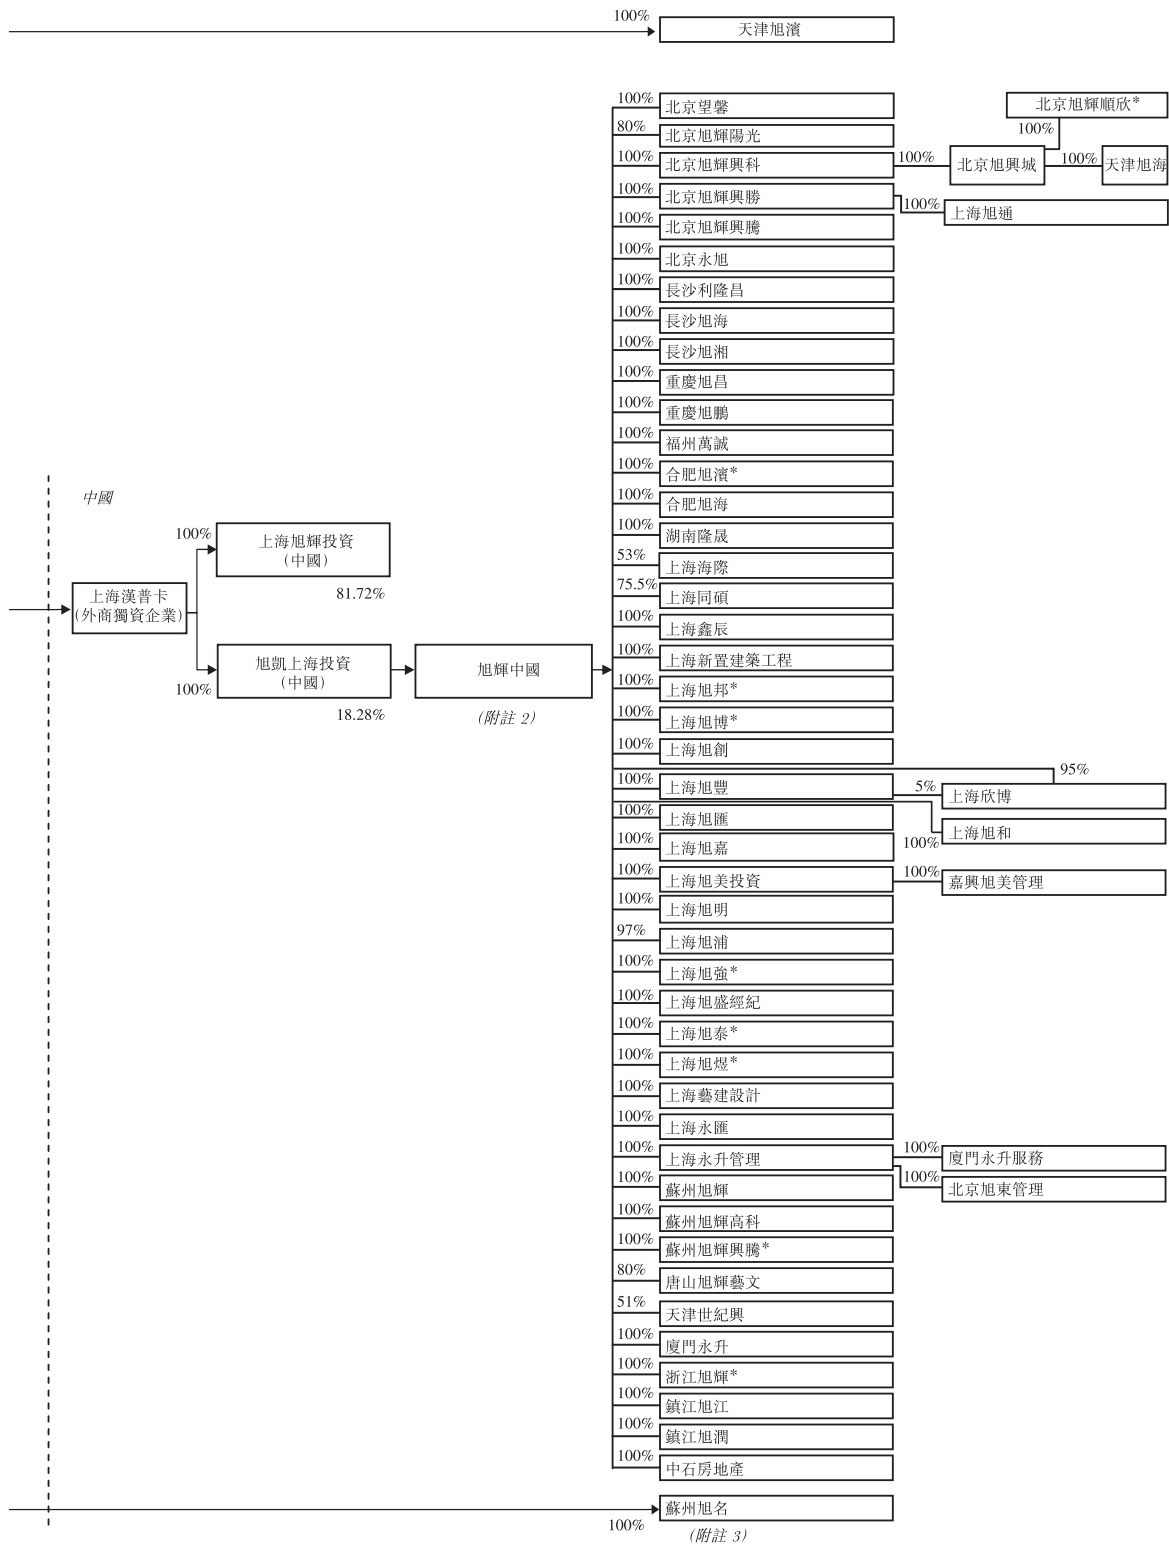 100%
天津旭濱
100%
北京望馨
北京旭輝順欣*
80%
北京旭輝陽光
100%
100%
北京旭輝興科
100%
北京旭興城
100%
天津旭海
100%
北京旭輝興勝
100%
上海旭通
100%
北京旭輝興騰
100%
北京永旭
100%
長沙利隆昌
100%
長沙旭海
100%
長沙旭湘
100%
重慶旭昌
100%
重慶旭鵬
100%
福州萬誠
100%
合肥旭濱*
中國
100%
合肥旭海
100%
湖南隆晟
53%
上海海際
75.5%
上海同碩
100%
上海鑫辰
100%
上海新置建築工程
100%
上海旭邦*
100%
上海旭博*
100%
上海旭創
100%
上海旭輝投資
(中國)
81.72%
上海漢普卡
(外商獨資企業)
旭凱上海投資
(中國)
100%
18.28%
旭輝中國
(附註 2)
95%
100%
上海旭豐
5%
上海欣博
100%
上海旭匯
100%
上海旭和
100%
上海旭嘉
100%
上海旭美投資
100%
嘉興旭美管理
100%
上海旭明
97%
上海旭浦
100%
上海旭強*
100%
上海旭盛經紀
100%
上海旭泰*
100%
上海旭煜*
100%
上海藝建設計
100%
上海永匯
100%
上海永升管理
100%
廈門永升服務
100%
北京旭東管理
100%
蘇州旭輝
100%
蘇州旭輝高科
100%
蘇州旭輝興騰*
80%
唐山旭輝藝文
51%
天津世紀興
100%
廈門永升
100%
浙江旭輝*
100%
鎮江旭江
100%
鎮江旭潤
100%
中石房地產
100%
蘇州旭名
(附註 3)